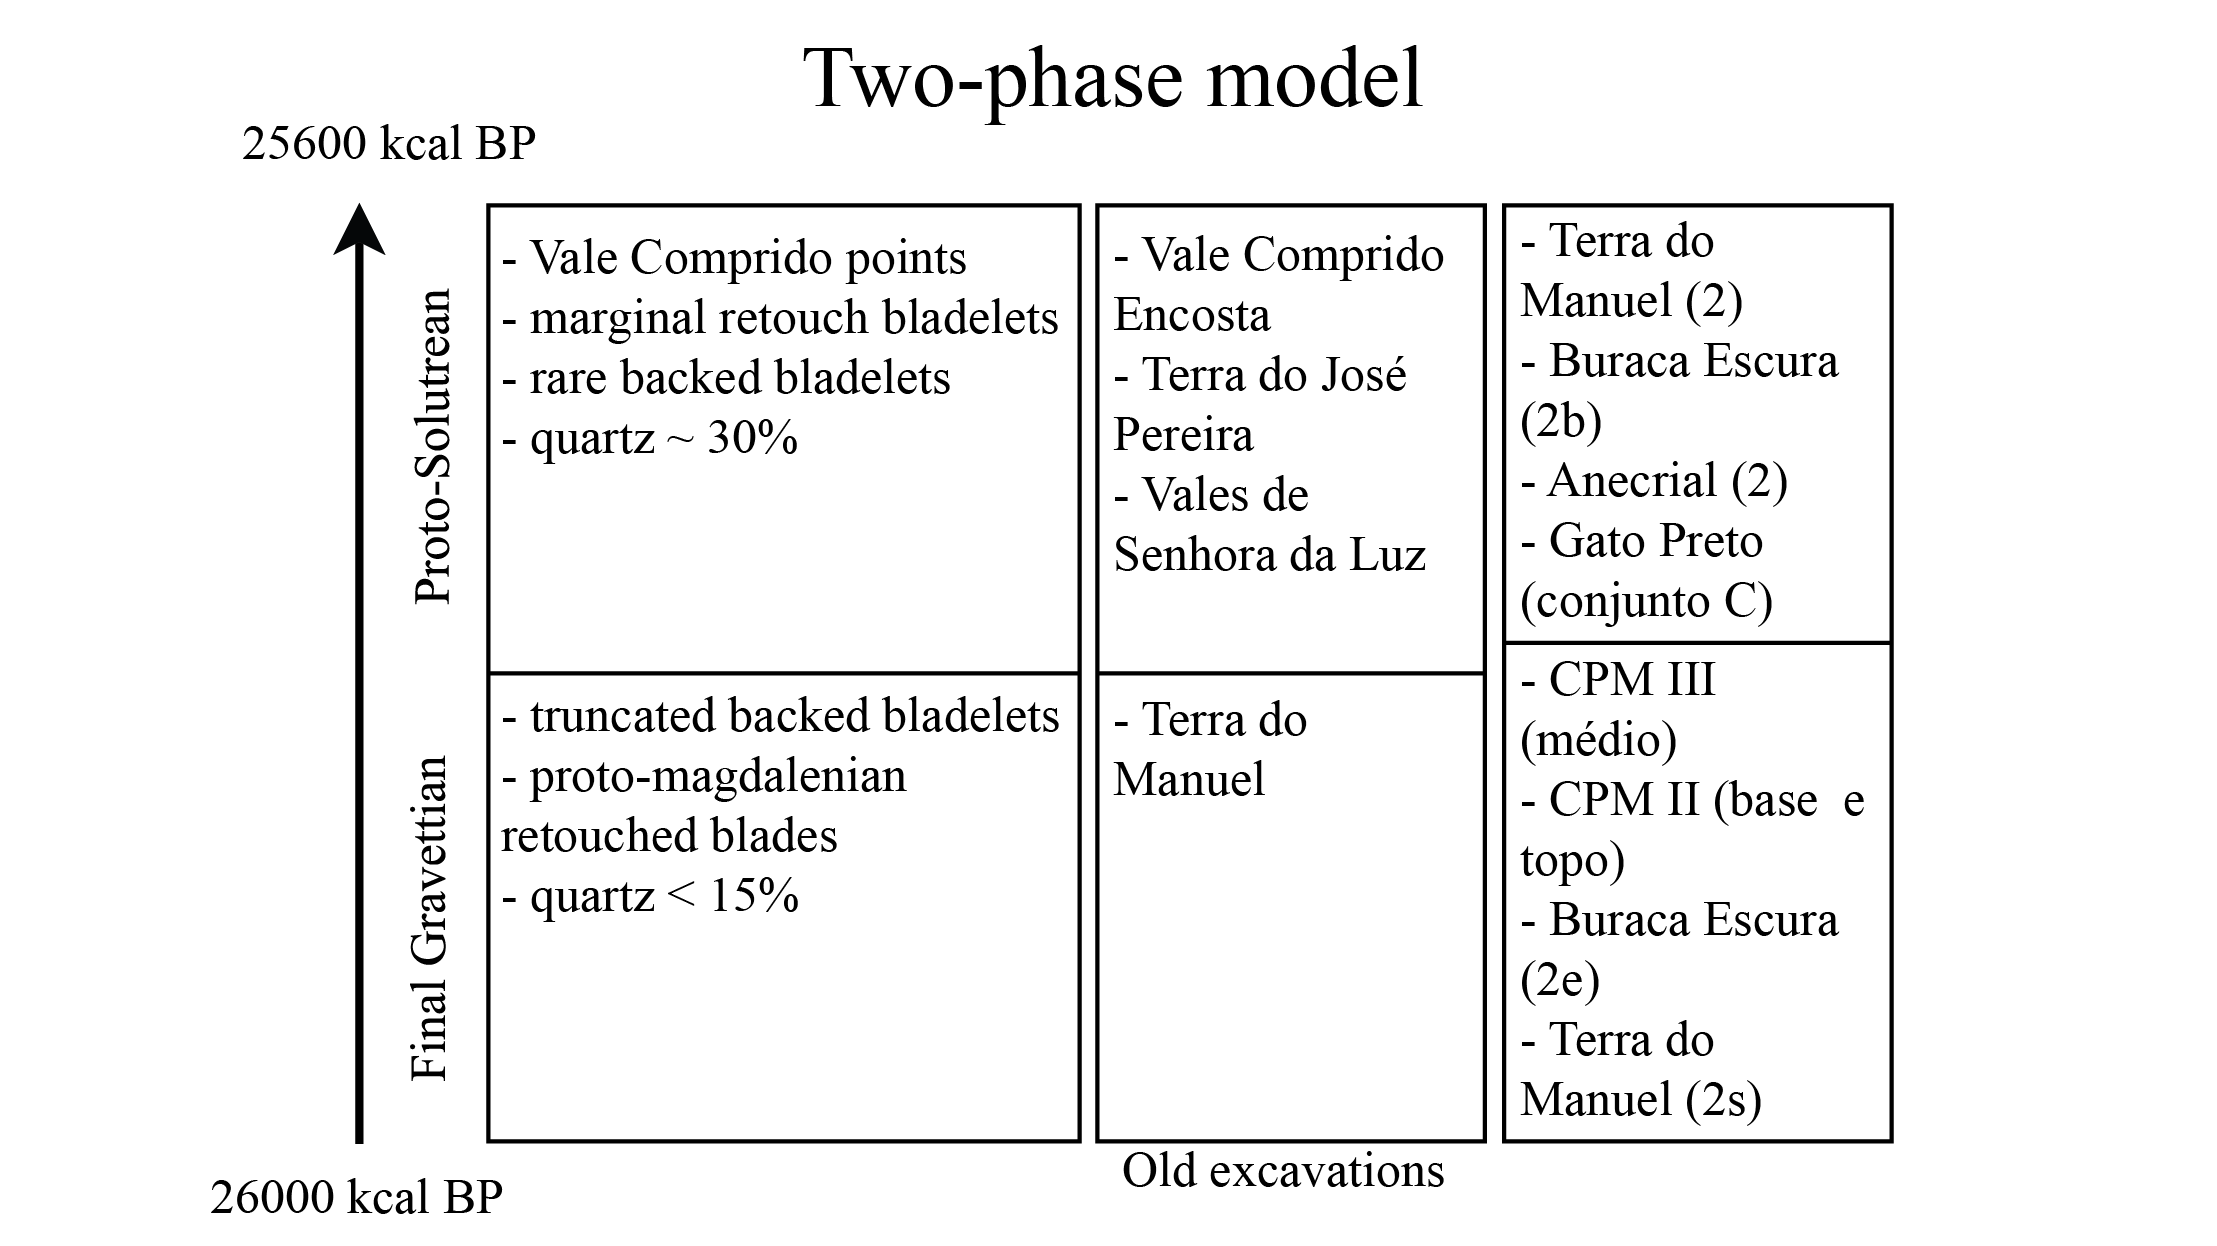 Two-phase model
25600 kcal BP
Proto-Solutrean
- Vale Comprido points
- marginal retouch bladelets
- rare backed bladelets
- quartz ~ 30%
- Vale Comprido
Encosta
- Terra do José
Pereira
- Vales de
Senhora da Luz
- Terra do
Manuel (2)
- Buraca Escura
(2b)
- Anecrial (2)
- Gato Preto
(conjunto C)
Final Gravettian
- truncated backed bladelets
- proto-magdalenian
retouched blades
- quartz < 15%
- Terra do
Manuel
- CPM III
(médio)
- CPM II (base  e
topo)
- Buraca Escura
(2e)
- Terra do
Manuel (2s)
Old excavations
26000 kcal BP